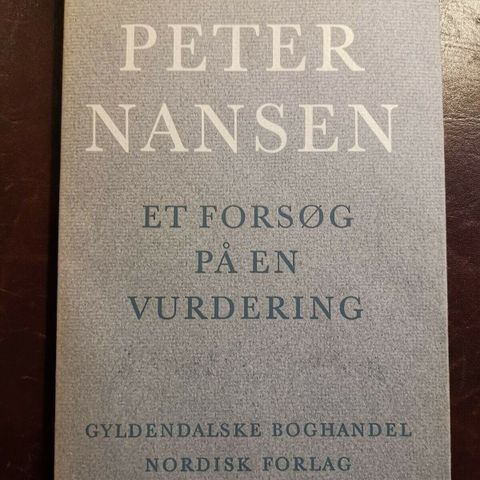 PETER
NANSEN
ET FORSØG
PÅ EN
VURDERING
GYLDENDALSKE BOGHANDEL
NORDISK FORLAG